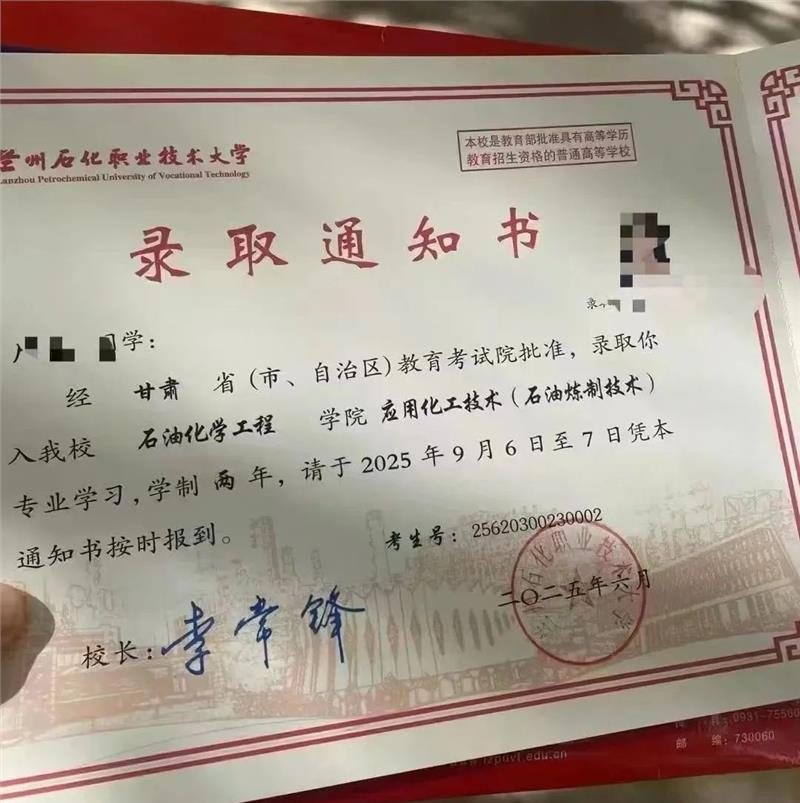 兰州石化职业技术大学
Lanzhou Petrochemical University of Vocational Technology
本校是教育部批准具有高等学历
教育招生资格的普通高等学校
录取通知书
同学：
经 甘肃 省（市、自治区）教育考试院批准，录取你
入我校 石油化学工程 学院 应用化工技术（石油炼制技术）
专业学习，学制 两 年，请于 2025 年 9 月 6 日至 7 日凭本
通知书按时报到。
考生号：25620300230002
二〇二五年六月
校长：李常锋
0931-75560
邮 编：730060